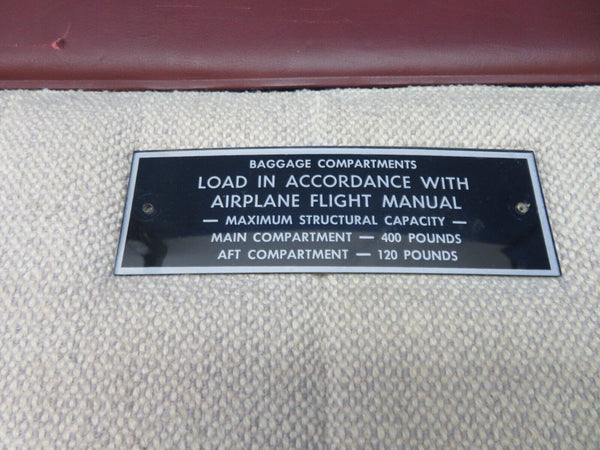 BAGGAGE COMPARTMENTS
LOAD IN ACCORDANCE WITH
AIRPLANE FLIGHT MANUAL
— MAXIMUM STRUCTURAL CAPACITY —
MAIN COMPARTMENT — 400 POUNDS
AFT COMPARTMENT — 120 POUNDS